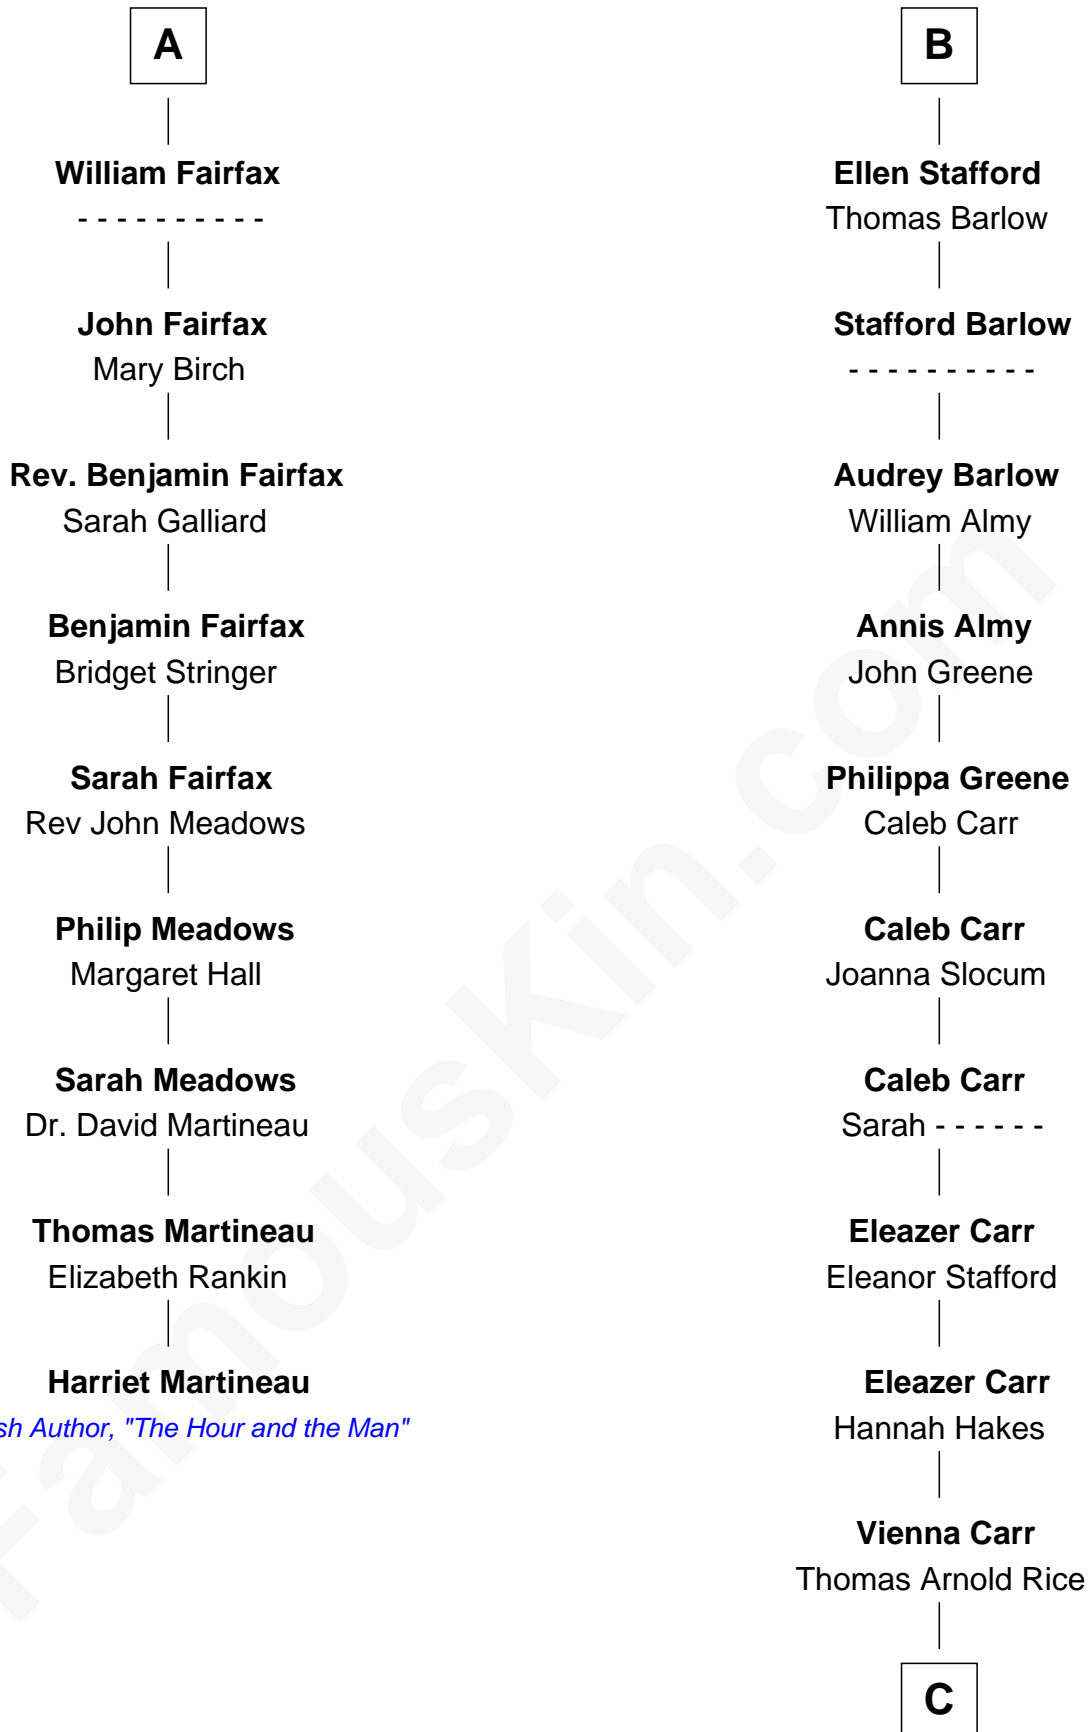 A
William Fairfax
- - - - - - - - - -
John Fairfax
Mary Birch
Rev. Benjamin Fairfax
Sarah Galliard
Benjamin Fairfax
Bridget Stringer
Sarah Fairfax
Rev John Meadows
Philip Meadows
Margaret Hall
Sarah Meadows
Dr. David Martineau
Thomas Martineau
Elizabeth Rankin
Harriet Martineau
sh Author, "The Hour and the Man"
B
Ellen Stafford
Thomas Barlow
Stafford Barlow
- - - - - - - - - -
Audrey Barlow
William Almy
Annis Almy
John Greene
Philippa Greene
Caleb Carr
Caleb Carr
Joanna Slocum
Caleb Carr
Sarah - - - - - -
Eleazer Carr
Eleanor Stafford
Eleazer Carr
Hannah Hakes
Vienna Carr
Thomas Arnold Rice
C
FamousKin.com